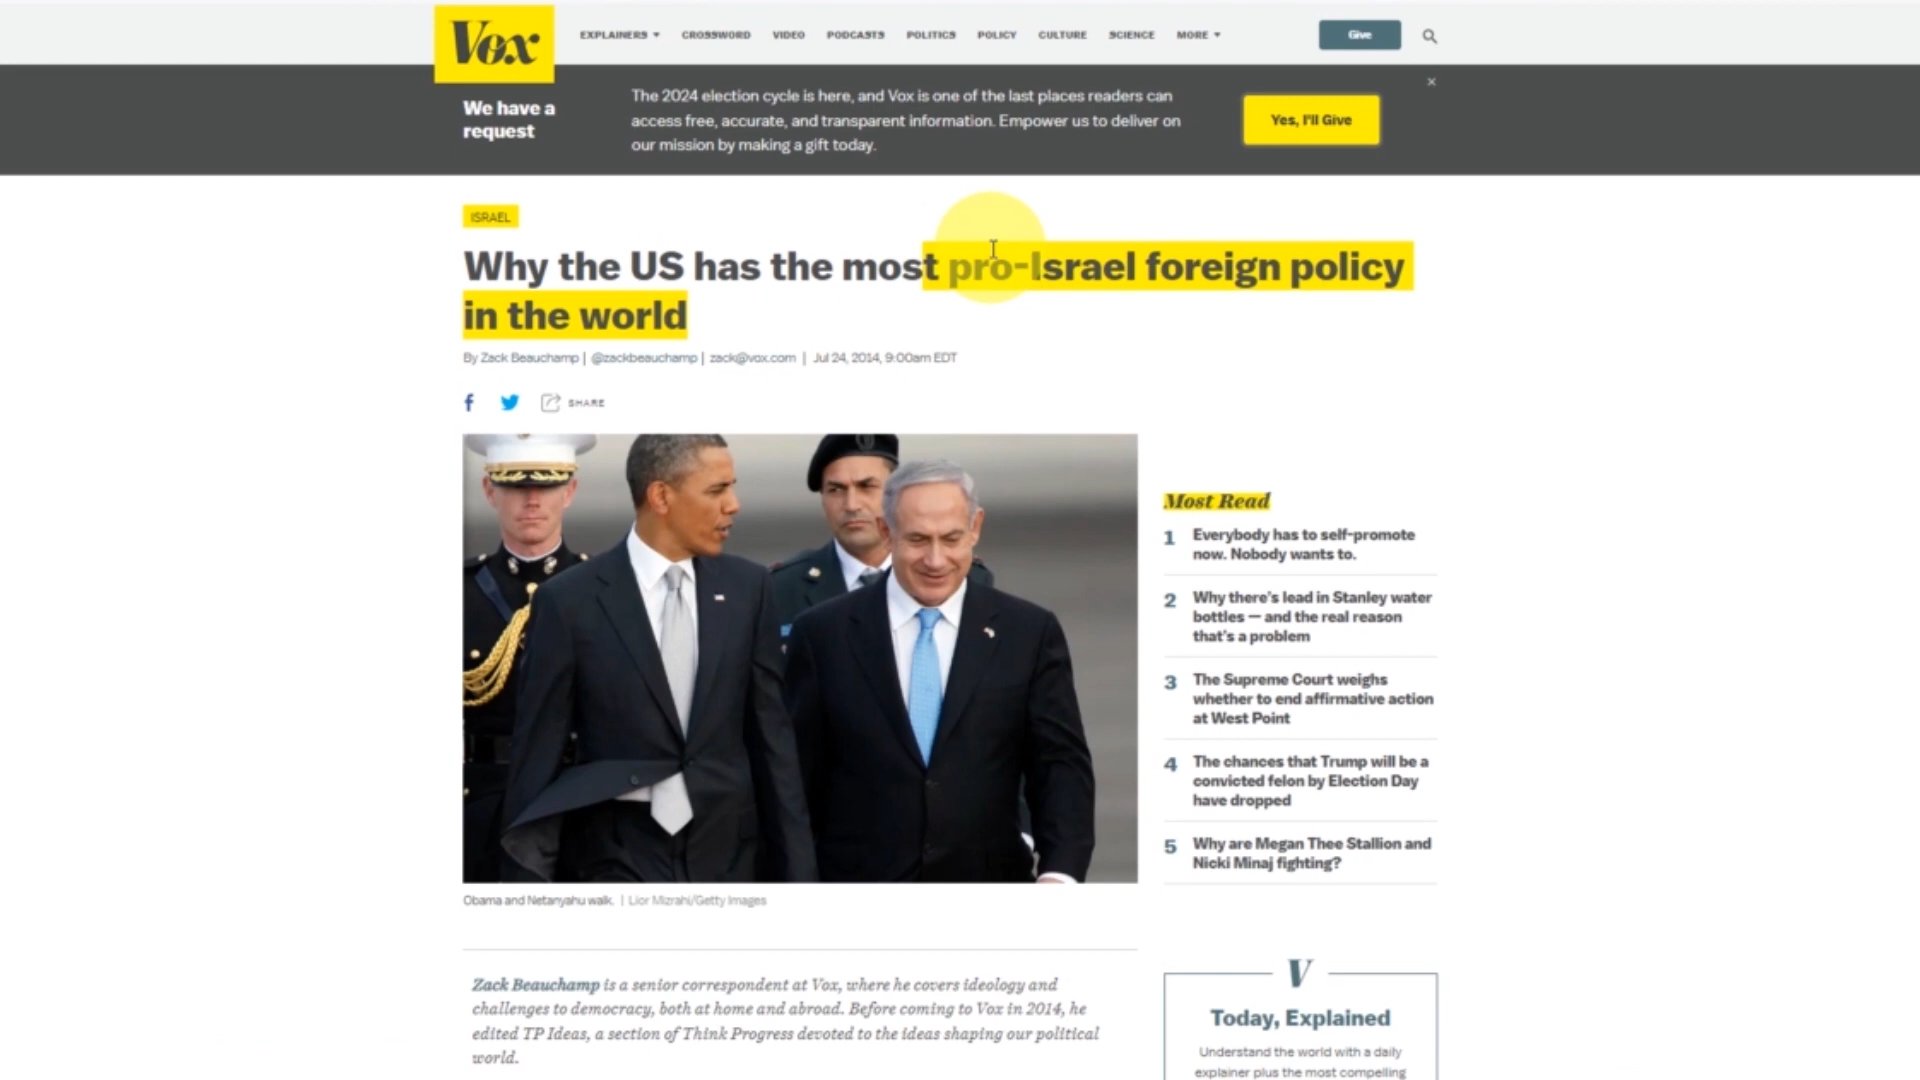 Vox
EXPLAINERS
CROSSWORD
VIDEO
PODCASTS
POLITICS
POLICY
CULTURE
SCIENCE
MORE
Give
We have a
request
The 2024 election cycle is here, and Vox is one of the last places readers can
access free, accurate, and transparent information. Empower us to deliver on
our mission by making a gift today.
Yes, I'll Give
ISRAEL
Why the US has the most pro-Israel foreign policy
in the world
By Zack Beauchamp | @zackbeauchamp | zack@vox.com | Jul 24, 2014, 9:00am EDT
SHARE
Obama and Netanyahu walk. | Lior Mizrahi/Getty Images
Zack Beauchamp is a senior correspondent at Vox, where he covers ideology and
challenges to democracy, both at home and abroad. Before coming to Vox in 2014, he
edited TP Ideas, a section of Think Progress devoted to the ideas shaping our political
world.
Most Read
1 Everybody has to self-promote
now. Nobody wants to.
2 Why there's lead in Stanley water
bottles — and the real reason
that's a problem
3 The Supreme Court weighs
whether to end affirmative action
at West Point
4 The chances that Trump will be a
convicted felon by Election Day
have dropped
5 Why are Megan Thee Stallion and
Nicki Minaj fighting?
V
Today, Explained
Understand the world with a daily
explainer plus the most compelling